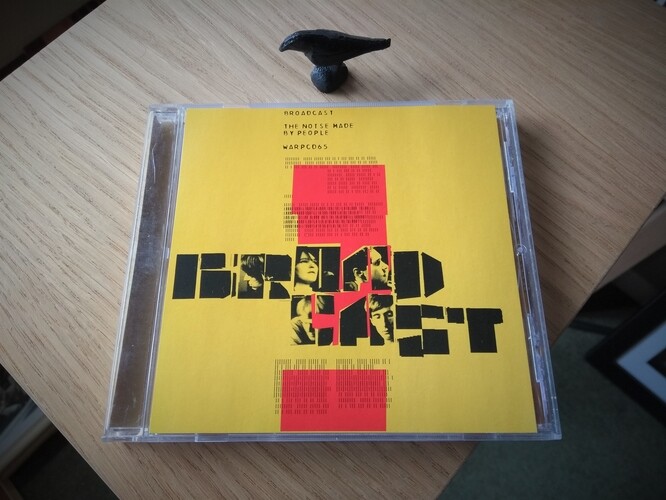 BROADCAST
THE NOISE MADE
BY PEOPLE
WARPCD65
BROAD
CAST